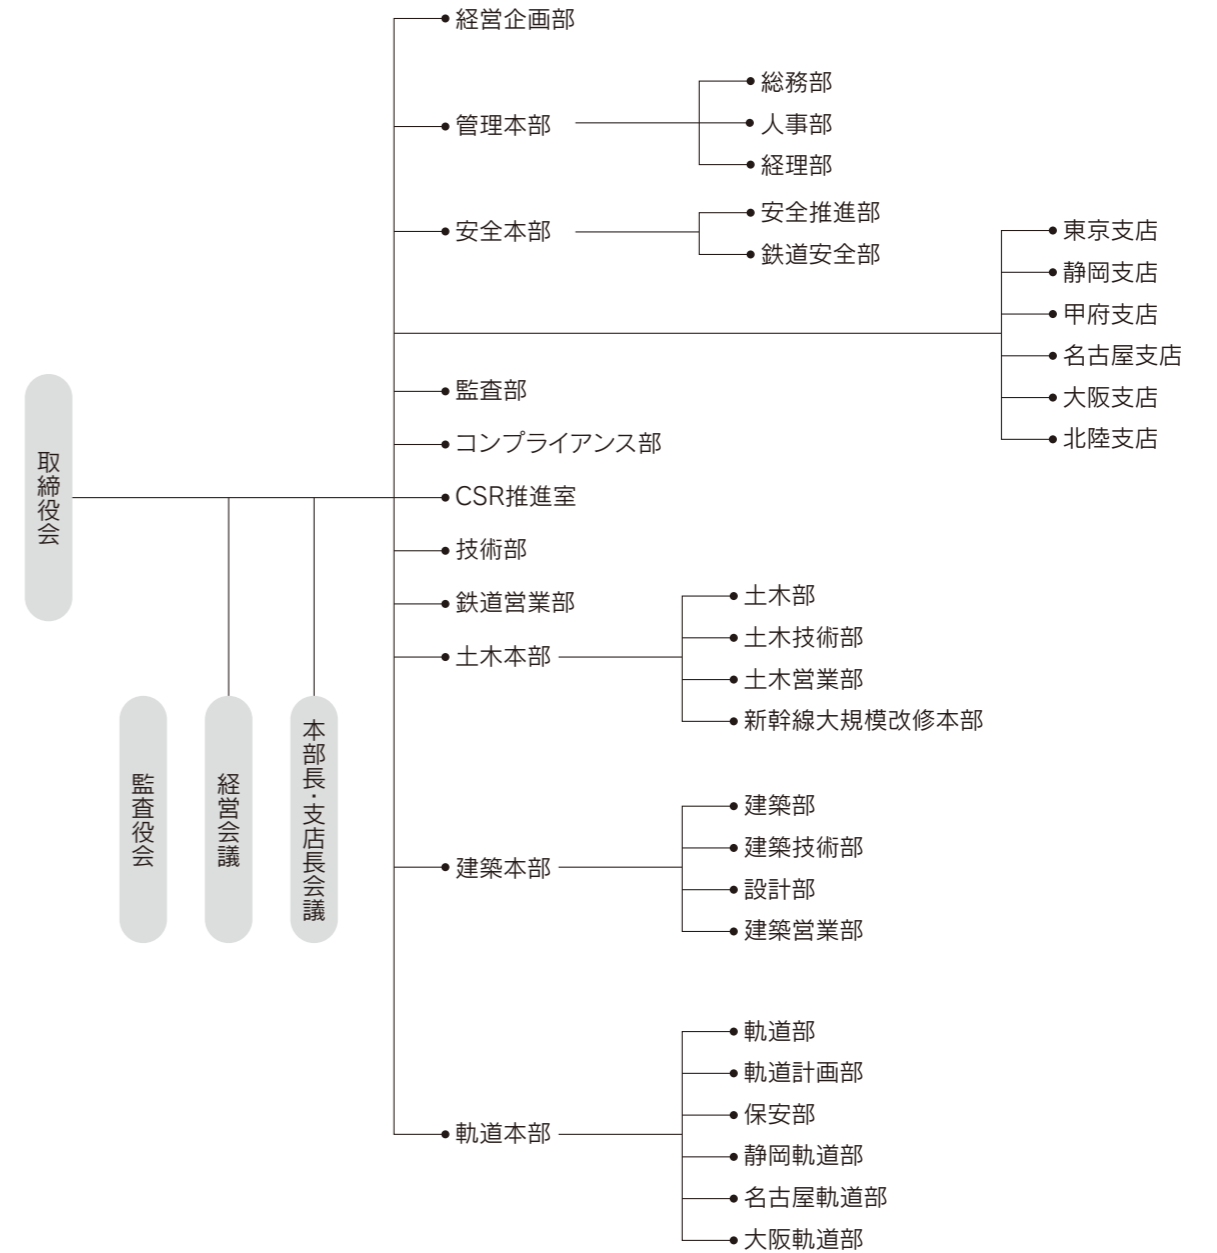 取締役会
監査役会
経営会議
本部長・支店長会議
経営企画部
管理本部
総務部
人事部
経理部
安全本部
安全推進部
鉄道安全部
東京支店
静岡支店
甲府支店
名古屋支店
大阪支店
北陸支店
監査部
コンプライアンス部
CSR推進室
技術部
鉄道営業部
土木本部
土木部
土木技術部
土木営業部
新幹線大規模改修本部
建築本部
建築部
建築技術部
設計部
建築営業部
軌道本部
軌道部
軌道計画部
保安部
静岡軌道部
名古屋軌道部
大阪軌道部